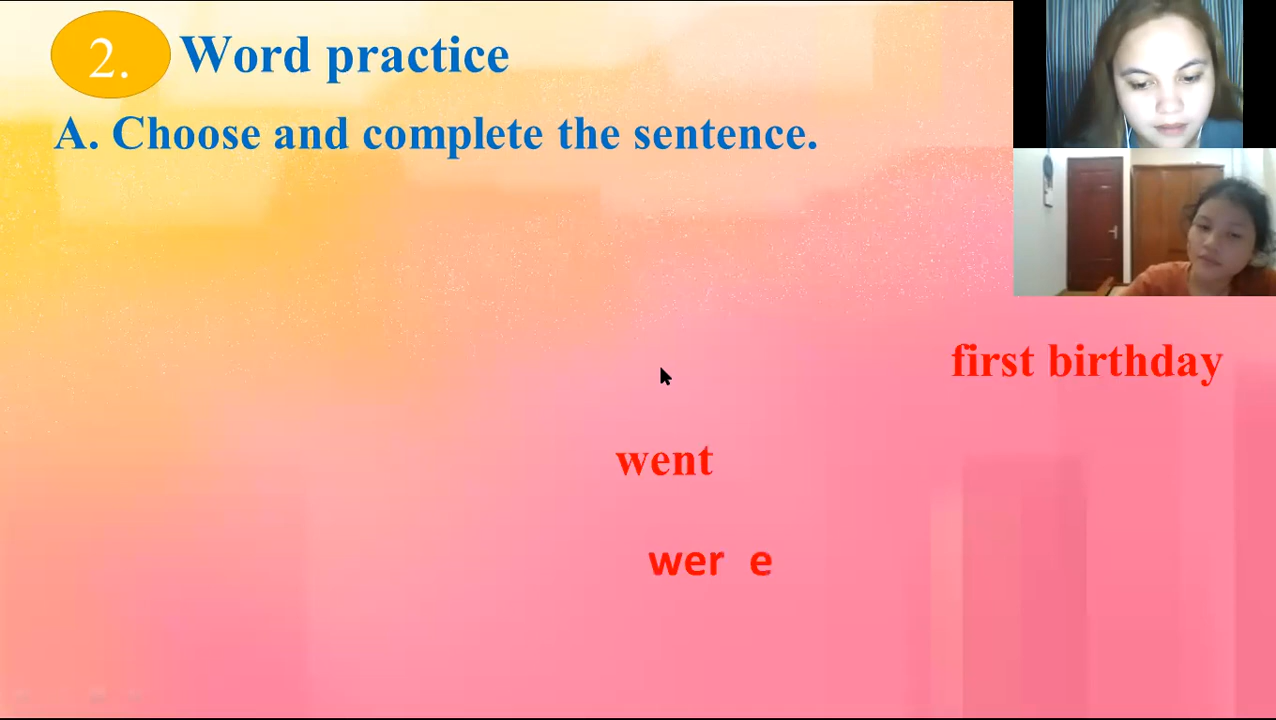 2. Word practice
A. Choose and complete the sentence.
first birthday
went
wer e